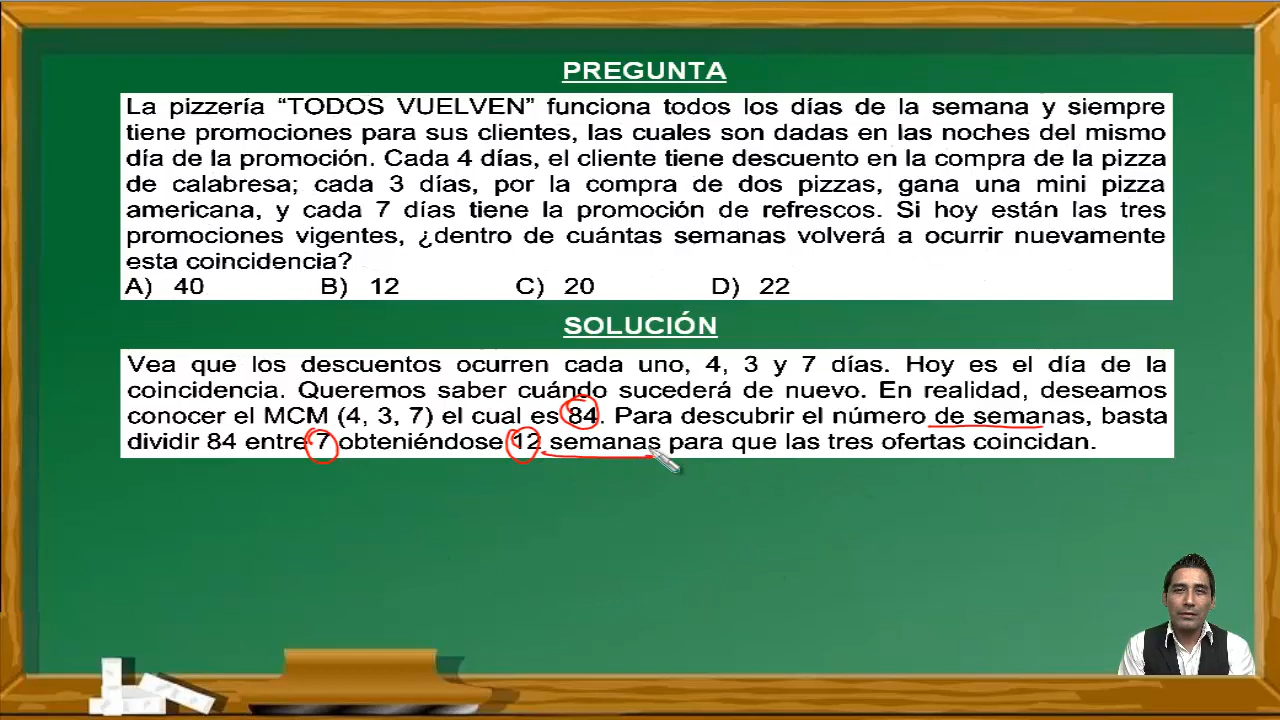 PREGUNTA
La pizzería “TODOS VUELVEN” funciona todos los días de la semana y siempre
tiene promociones para sus clientes, las cuales son dadas en las noches del mismo
día de la promoción. Cada 4 días, el cliente tiene descuento en la compra de la pizza
de calabresa; cada 3 días, por la compra de dos pizzas, gana una mini pizza
americana, y cada 7 días tiene la promoción de refrescos. Si hoy están las tres
promociones vigentes, ¿dentro de cuántas semanas volverá a ocurrir nuevamente
esta coincidencia?
A) 40 B) 12 C) 20 D) 22
SOLUCIÓN
Vea que los descuentos ocurren cada uno, 4, 3 y 7 días. Hoy es el día de la
coincidencia. Queremos saber cuándo sucederá de nuevo. En realidad, deseamos
conocer el MCM (4, 3, 7) el cual es 84. Para descubrir el número de semanas, basta
dividir 84 entre 7 obteniéndose 12 semanas para que las tres ofertas coincidan.